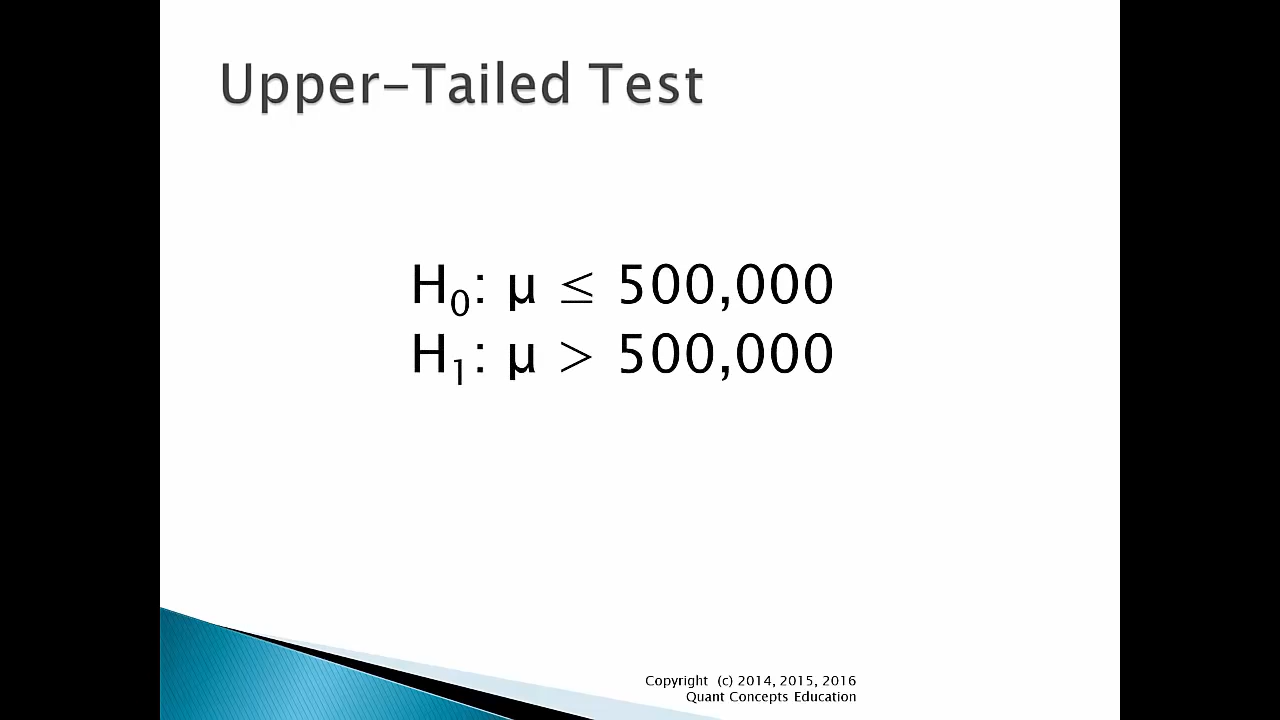 Upper-Tailed Test
H₀: μ ≤ 500,000
H₁: μ > 500,000
Copyright (c) 2014, 2015, 2016
Quant Concepts Education